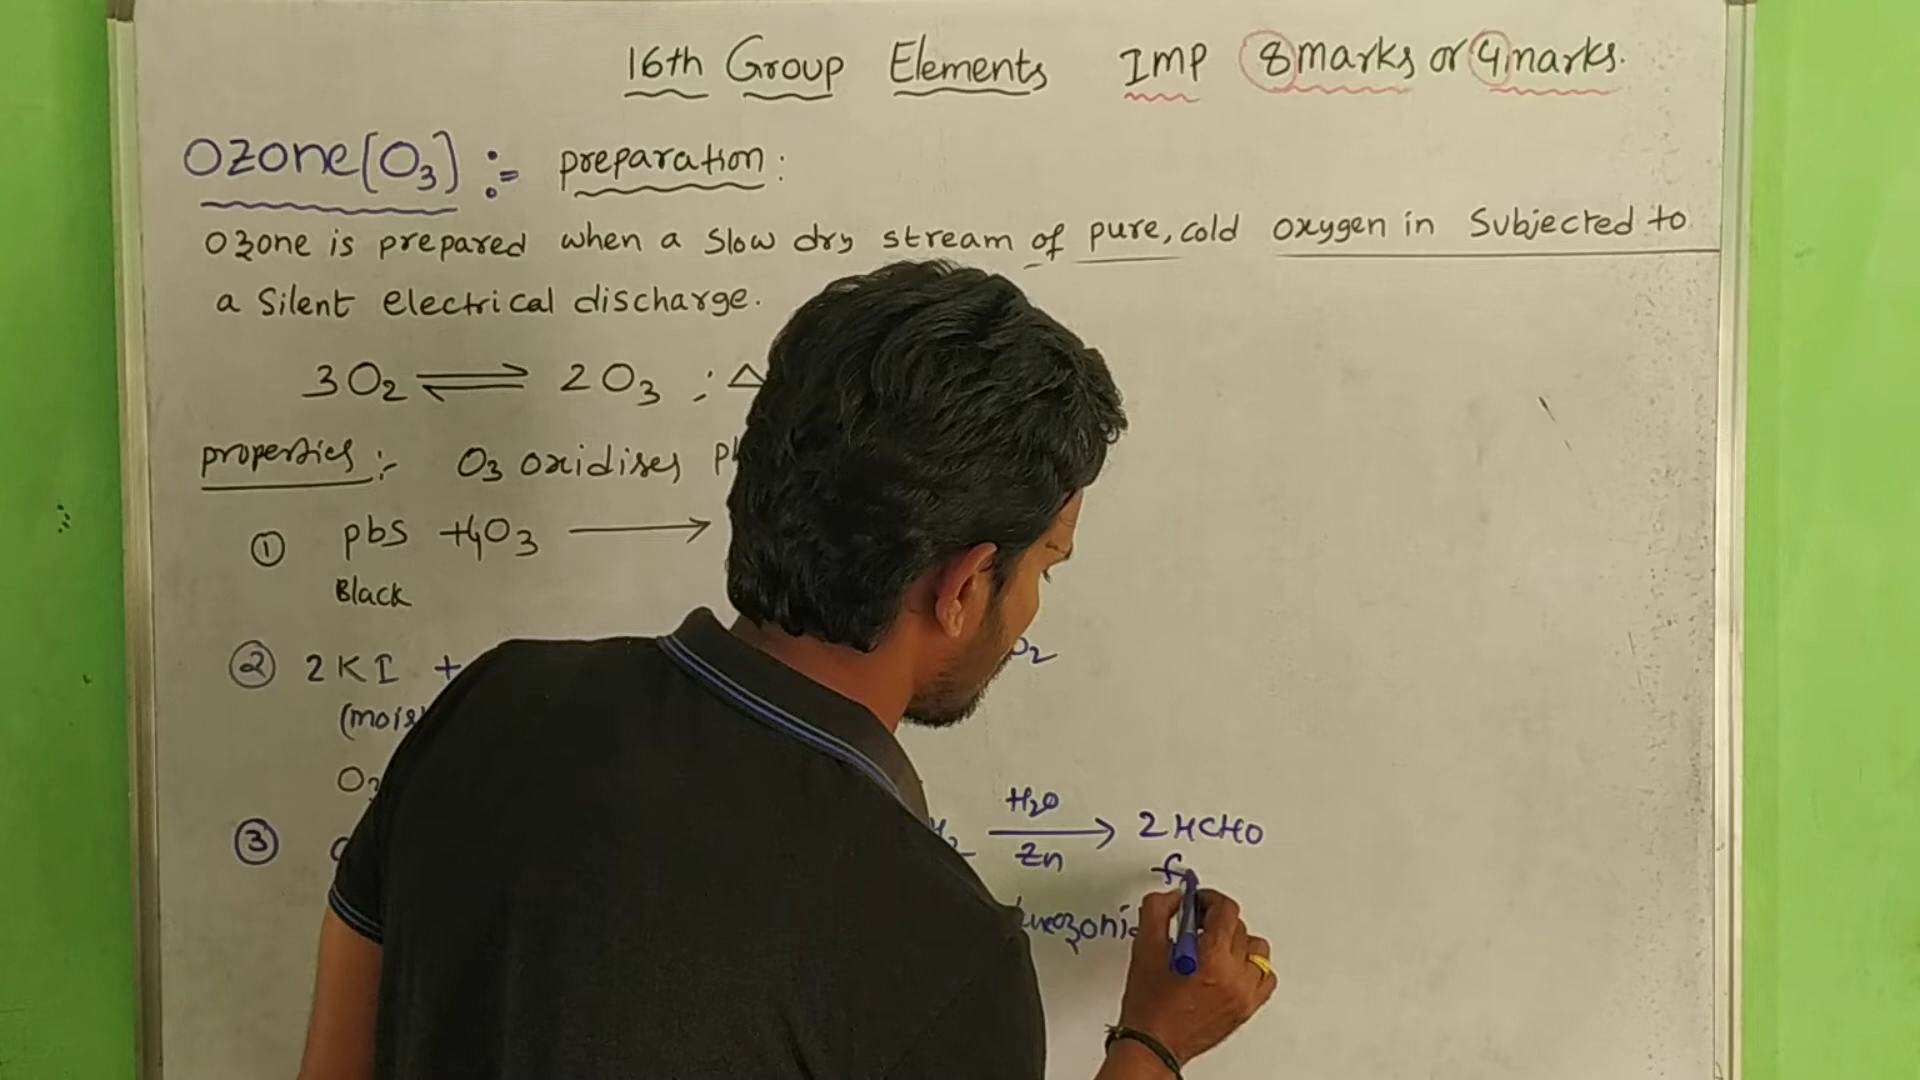 16th Group Elements IMP 8marks or 4marks.
Ozone(O3) :- preparation:
Ozone is prepared when a slow dry stream of pure, cold oxygen in Subjected to
a Silent electrical discharge.
3O2 ⇌ 2O3 ; Δ
properties :- O3 oxidises
① pbs +4O3 ⟶
Black
② 2KI +
O2
③
H2O
⟶ 2HCHO
Zn